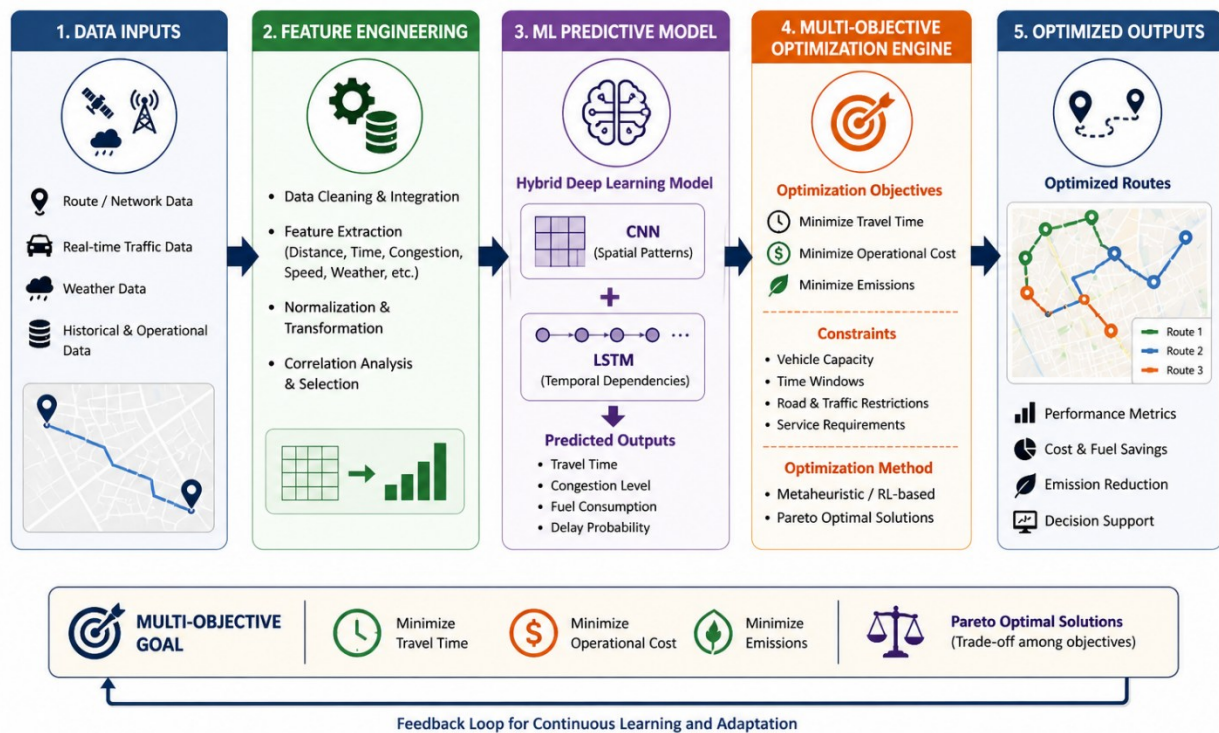 1. DATA INPUTS
Route / Network Data
Real-time Traffic Data
Weather Data
Historical & Operational
Data
2. FEATURE ENGINEERING
• Data Cleaning & Integration
• Feature Extraction
(Distance, Time, Congestion,
Speed, Weather, etc.)
• Normalization &
Transformation
• Correlation Analysis
& Selection
3. ML PREDICTIVE MODEL
Hybrid Deep Learning Model
CNN
(Spatial Patterns)
+
...
LSTM
(Temporal Dependencies)
Predicted Outputs
• Travel Time
• Congestion Level
• Fuel Consumption
• Delay Probability
4. MULTI-OBJECTIVE
OPTIMIZATION ENGINE
Optimization Objectives
Minimize Travel Time
$ Minimize Operational Cost
Minimize Emissions
Constraints
• Vehicle Capacity
• Time Windows
• Road & Traffic Restrictions
• Service Requirements
Optimization Method
• Metaheuristic / RL-based
• Pareto Optimal Solutions
5. OPTIMIZED OUTPUTS
Optimized Routes
Route 1
Route 2
Route 3
Performance Metrics
Cost & Fuel Savings
Emission Reduction
Decision Support
MULTI-OBJECTIVE
GOAL
Minimize
Travel Time
$
Minimize
Operational Cost
Minimize
Emissions
Pareto Optimal Solutions
(Trade-off among objectives)
Feedback Loop for Continuous Learning and Adaptation